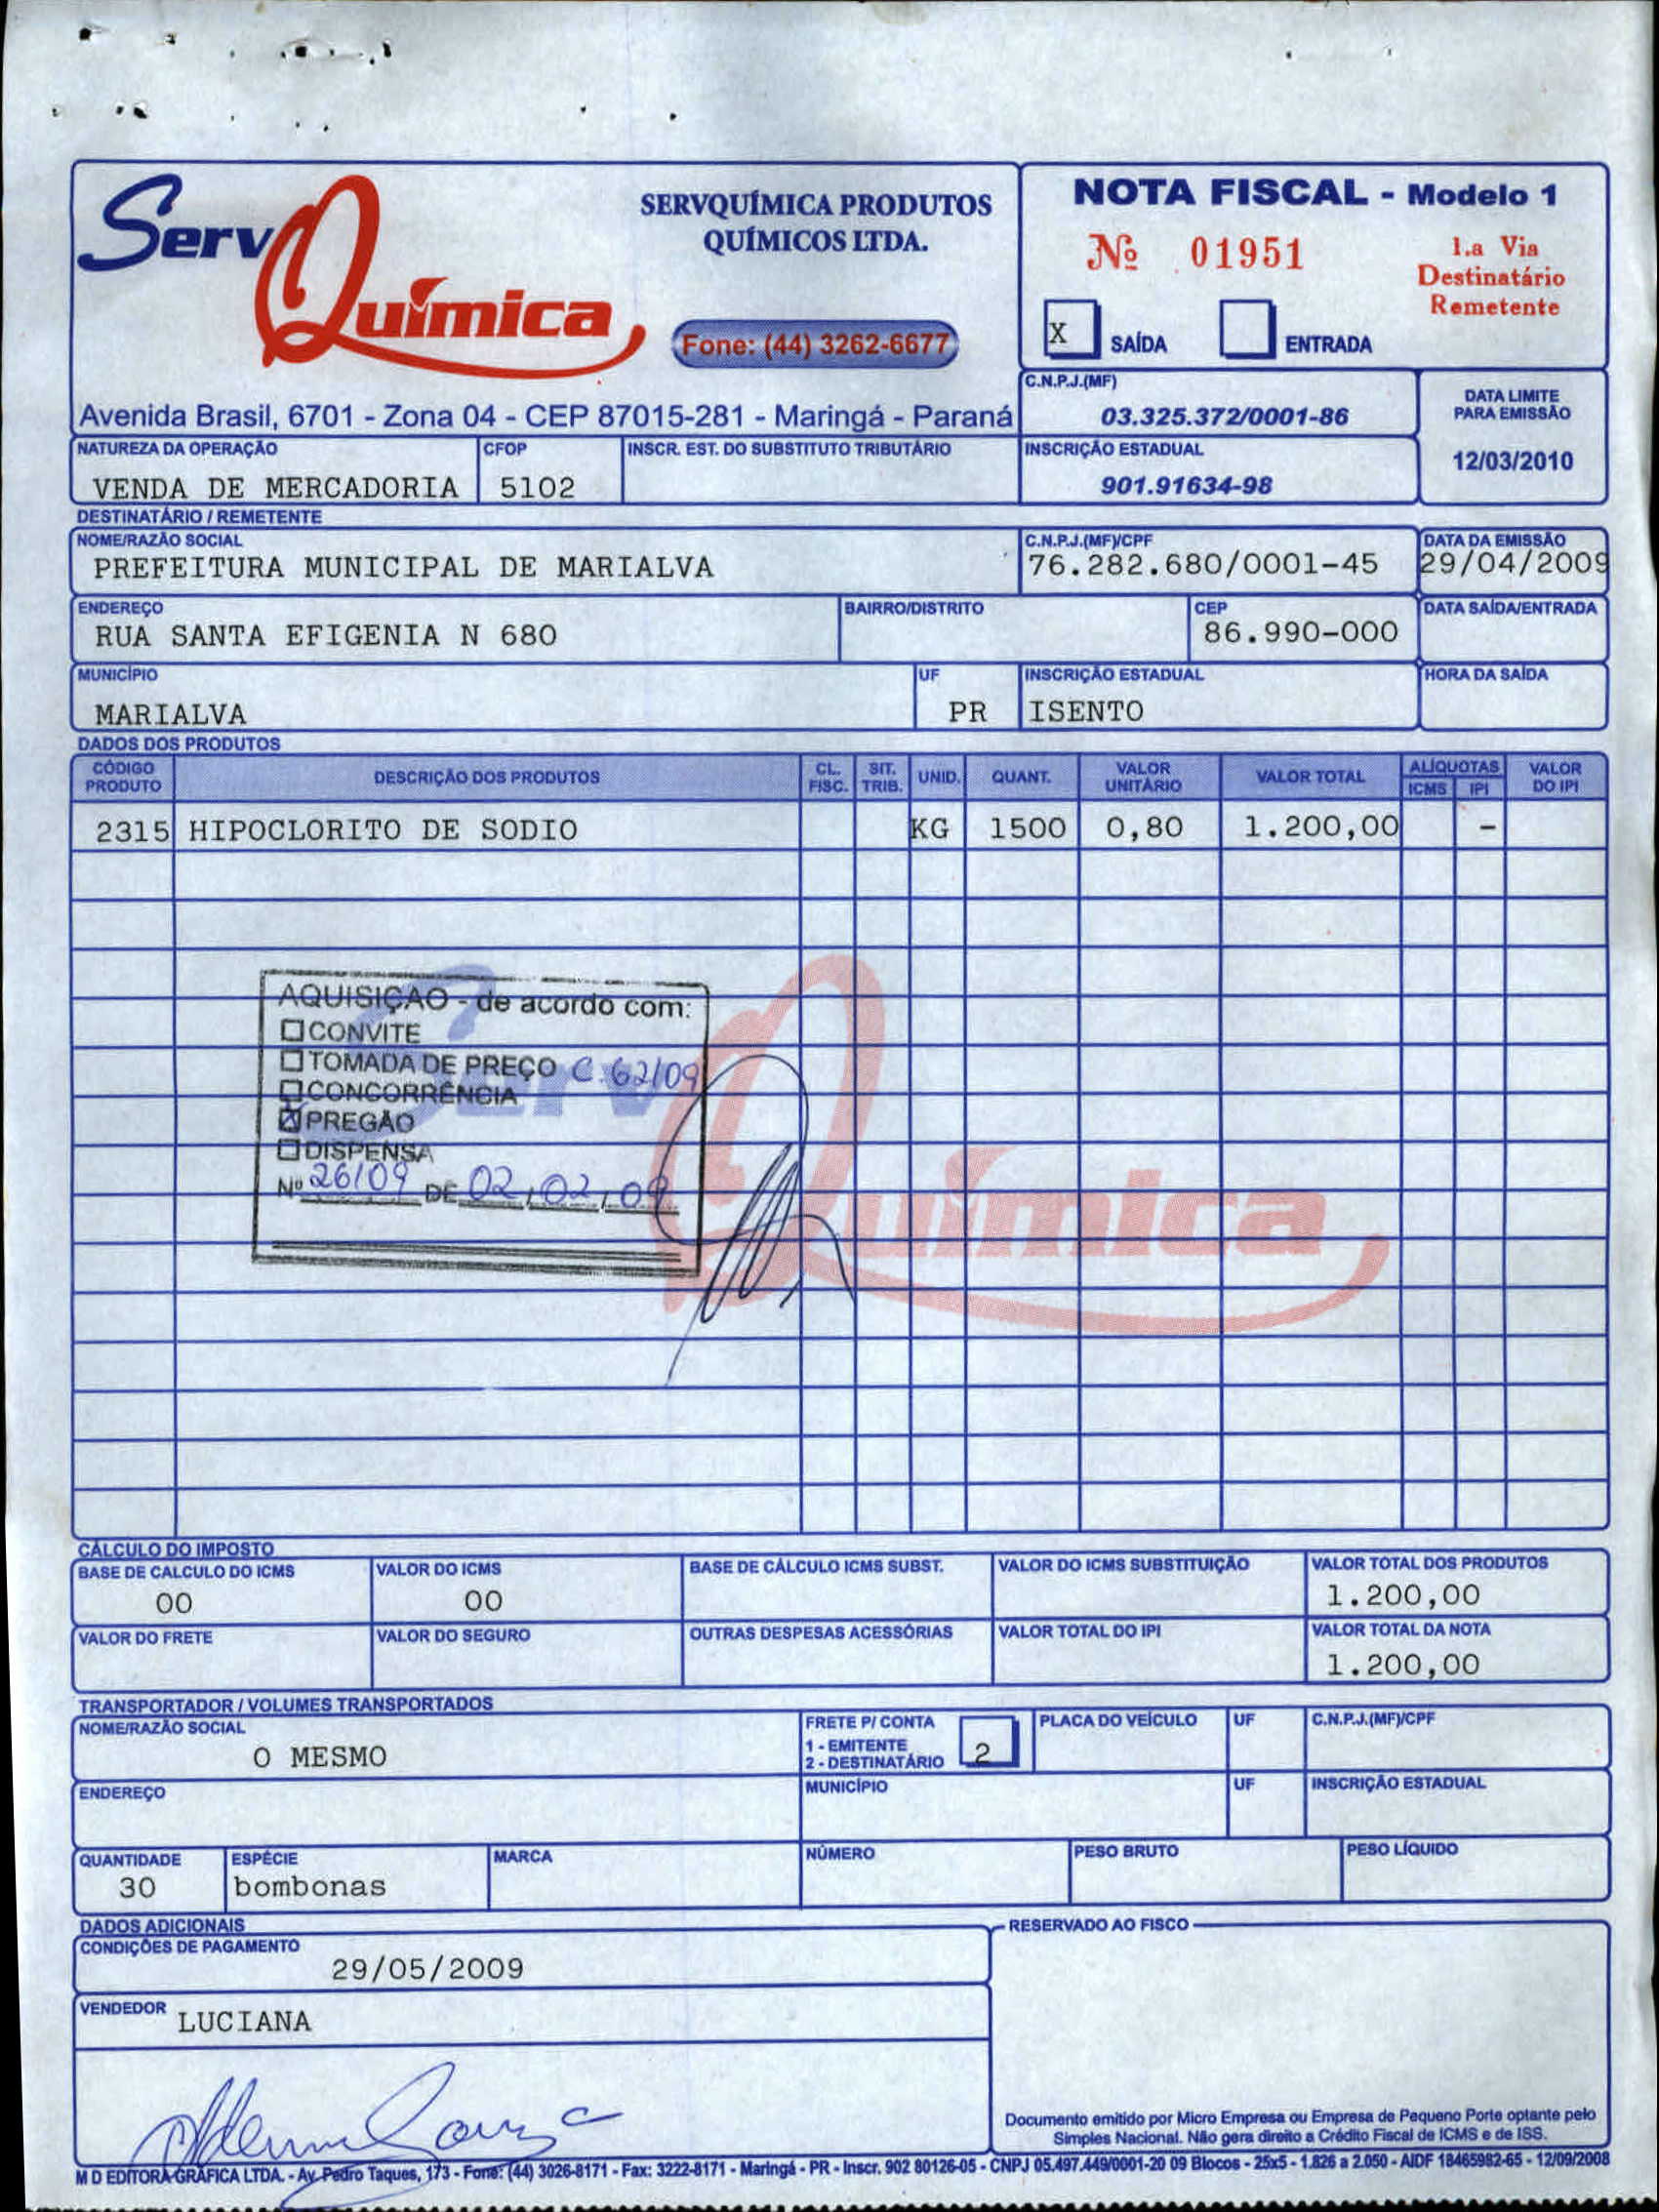 ServQuímica
SERVQUÍMICA PRODUTOS
QUÍMICOS LTDA.
Fone: (44) 3262-6677
Avenida Brasil, 6701 - Zona 04 - CEP 87015-281 - Maringá - Paraná
NOTA FISCAL - Modelo 1
Nº 01951
1.a Via
Destinatário
Remetente
X SAÍDA ENTRADA
C.N.P.J.(MF)
03.325.372/0001-86
DATA LIMITE
PARA EMISSÃO
12/03/2010
NATUREZA DA OPERAÇÃO CFOP INSCR. EST. DO SUBSTITUTO TRIBUTÁRIO INSCRIÇÃO ESTADUAL
VENDA DE MERCADORIA 5102 901.91634-98
DESTINATÁRIO / REMETENTE
NOME/RAZÃO SOCIAL C.N.P.J.(MF)/CPF DATA DA EMISSÃO
PREFEITURA MUNICIPAL DE MARIALVA 76.282.680/0001-45 29/04/2009
ENDEREÇO BAIRRO/DISTRITO CEP DATA SAÍDA/ENTRADA
RUA SANTA EFIGENIA N 680 86.990-000
MUNICÍPIO UF INSCRIÇÃO ESTADUAL HORA DA SAÍDA
MARIALVA PR ISENTO
DADOS DOS PRODUTOS
CÓDIGO PRODUTO DESCRIÇÃO DOS PRODUTOS CL. FISC. SIT. TRIB. UNID. QUANT. VALOR UNITÁRIO VALOR TOTAL ALÍQUOTAS ICMS IPI VALOR DO IPI
2315 HIPOCLORITO DE SODIO KG 1500 0,80 1.200,00 -
ServQuímica
AQUISIÇÃO - de acordo com:
CONVITE
TOMADA DE PREÇO C. 62/09
CONCORRÊNCIA
X PREGÃO
DISPENSA
Nº 26/09 DE 02/02/09
CÁLCULO DO IMPOSTO
BASE DE CALCULO DO ICMS VALOR DO ICMS BASE DE CÁLCULO ICMS SUBST. VALOR DO ICMS SUBSTITUIÇÃO VALOR TOTAL DOS PRODUTOS
00 00 1.200,00
VALOR DO FRETE VALOR DO SEGURO OUTRAS DESPESAS ACESSÓRIAS VALOR TOTAL DO IPI VALOR TOTAL DA NOTA
1.200,00
TRANSPORTADOR / VOLUMES TRANSPORTADOS
NOME/RAZÃO SOCIAL FRETE P/ CONTA PLACA DO VEÍCULO UF C.N.P.J.(MF)/CPF
O MESMO 1 - EMITENTE
2 - DESTINATÁRIO 2
ENDEREÇO MUNICÍPIO UF INSCRIÇÃO ESTADUAL
QUANTIDADE ESPÉCIE MARCA NÚMERO PESO BRUTO PESO LÍQUIDO
30 bombonas
DADOS ADICIONAIS
CONDIÇÕES DE PAGAMENTO
29/05/2009
VENDEDOR LUCIANA
RESERVADO AO FISCO
Documento emitido por Micro Empresa ou Empresa de Pequeno Porte optante pelo
Simples Nacional. Não gera direito a Crédito Fiscal de ICMS e de ISS.
M D EDITORA GRÁFICA LTDA. - Av. Pedro Taques, 173 - Fone: (44) 3026-8171 - Fax: 3222-8171 - Maringá - PR - Inscr. 902 80126-05 - CNPJ 05.497.449/0001-20 09 Blocos - 25x5 - 1.826 a 2.050 - AIDF 18465982-65 - 12/09/2008